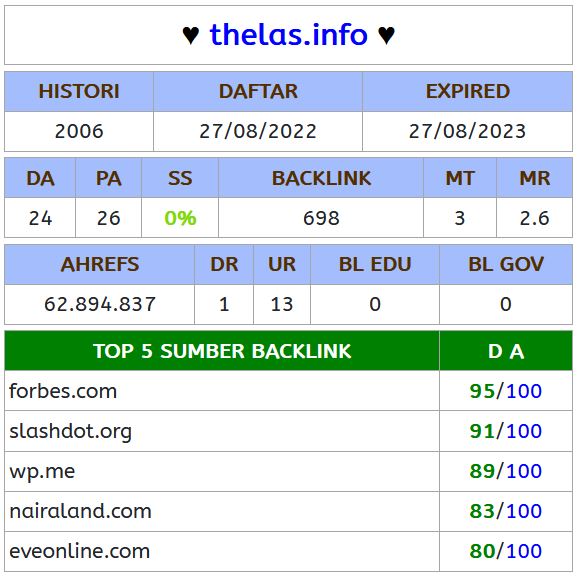 ♥ thelas.info ♥
HISTORI DAFTAR EXPIRED
2006 27/08/2022 27/08/2023
DA PA SS BACKLINK MT MR
24 26 0% 698 3 2.6
AHREFS DR UR BL EDU BL GOV
62.894.837 1 13 0 0
TOP 5 SUMBER BACKLINK D A
forbes.com 95/100
slashdot.org 91/100
wp.me 89/100
nairaland.com 83/100
eveonline.com 80/100